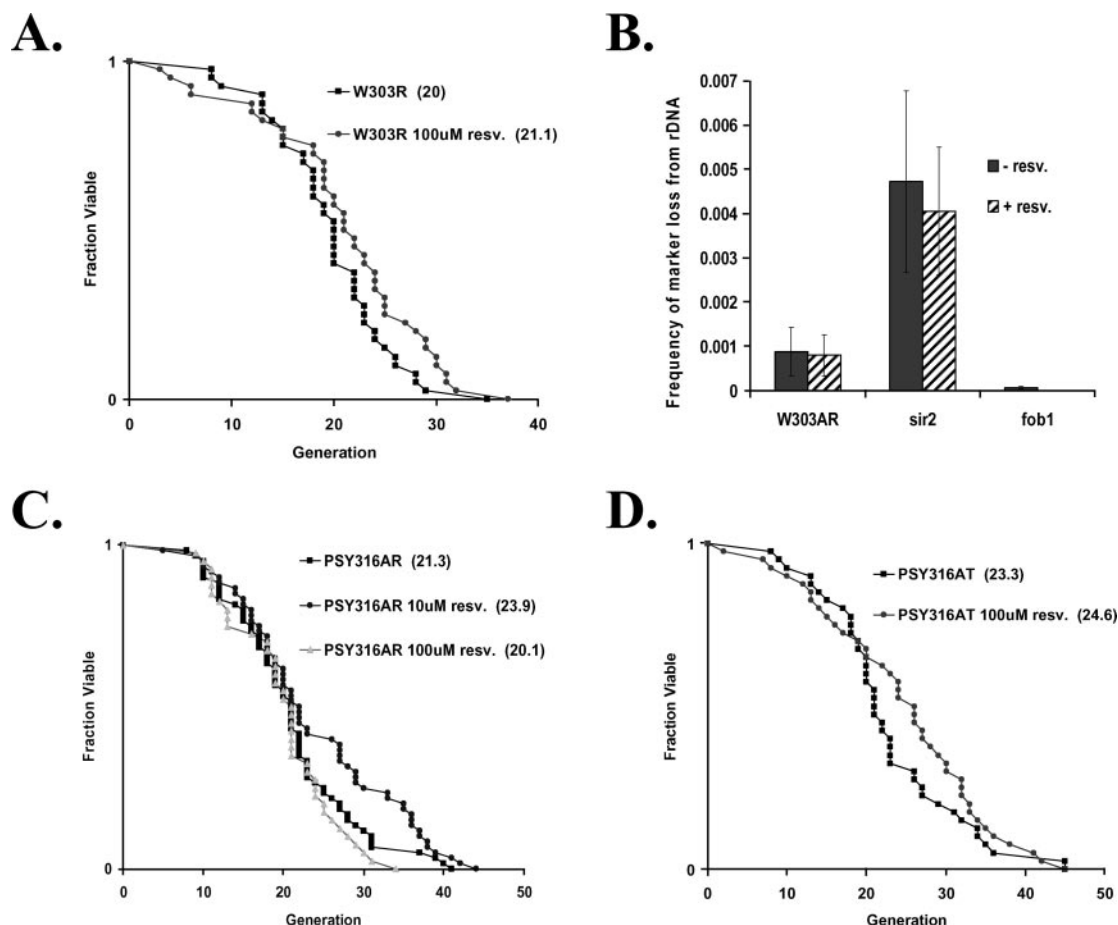 A.
1
W303R (20)
W303R 100uM resv. (21.1)
Fraction Viable
0
0 10 20 30 40
Generation
B.
0.007
0.006
0.005
0.004
0.003
0.002
0.001
0
Frequency of marker loss from rDNA
- resv.
+ resv.
W303AR sir2 fob1
C.
1
PSY316AR (21.3)
PSY316AR 10uM resv. (23.9)
PSY316AR 100uM resv. (20.1)
Fraction Viable
0
0 10 20 30 40 50
Generation
D.
1
PSY316AT (23.3)
PSY316AT 100uM resv. (24.6)
Fraction Viable
0
0 10 20 30 40 50
Generation